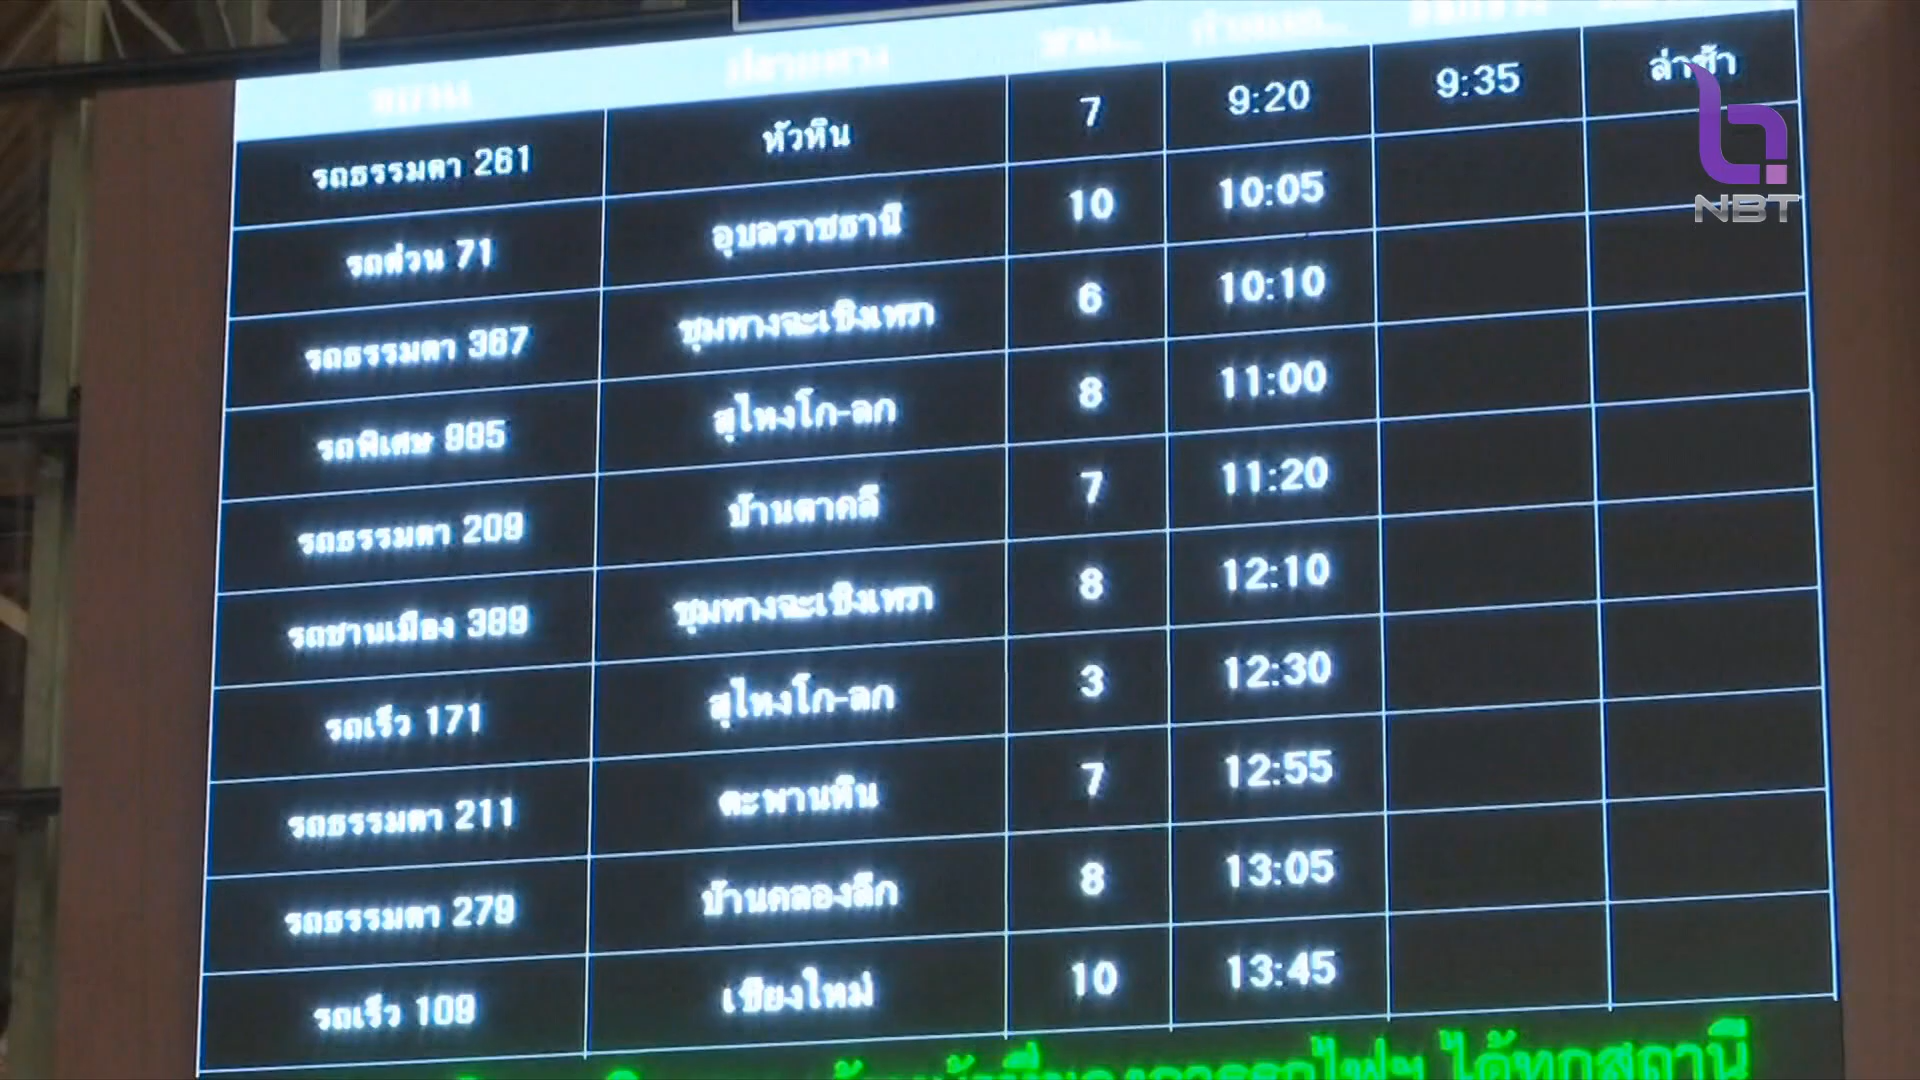 รถธรรมดา 261 หัวหิน 7 9:20 9:35 ล่าช้า
รถด่วน 71 อุบลราชธานี 10 10:05
รถธรรมดา 367 ชุมทางฉะเชิงเทรา 6 10:10
รถพิเศษ 985 สุไหงโก-ลก 8 11:00
รถธรรมดา 209 บ้านตาคลี 7 11:20
รถชานเมือง 389 ชุมทางฉะเชิงเทรา 8 12:10
รถเร็ว 171 สุไหงโก-ลก 3 12:30
รถธรรมดา 211 ตะพานหิน 7 12:55
รถธรรมดา 279 บ้านคลองลึก 8 13:05
รถเร็ว 109 เชียงใหม่ 10 13:45
ได้ทุกสถานี
NBT